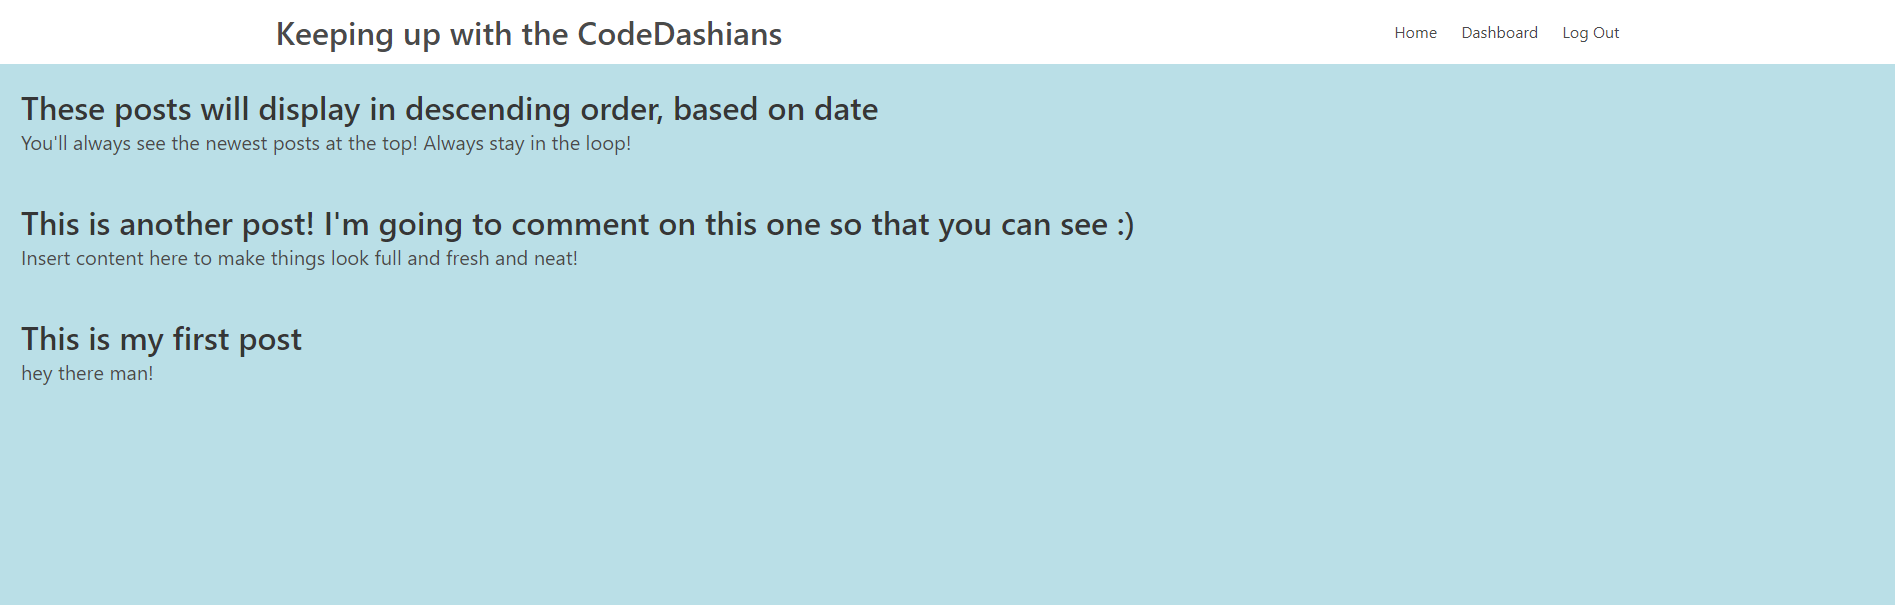 Keeping up with the CodeDashians
Home Dashboard Log Out
These posts will display in descending order, based on date
You'll always see the newest posts at the top! Always stay in the loop!
This is another post! I'm going to comment on this one so that you can see :)
Insert content here to make things look full and fresh and neat!
This is my first post
hey there man!